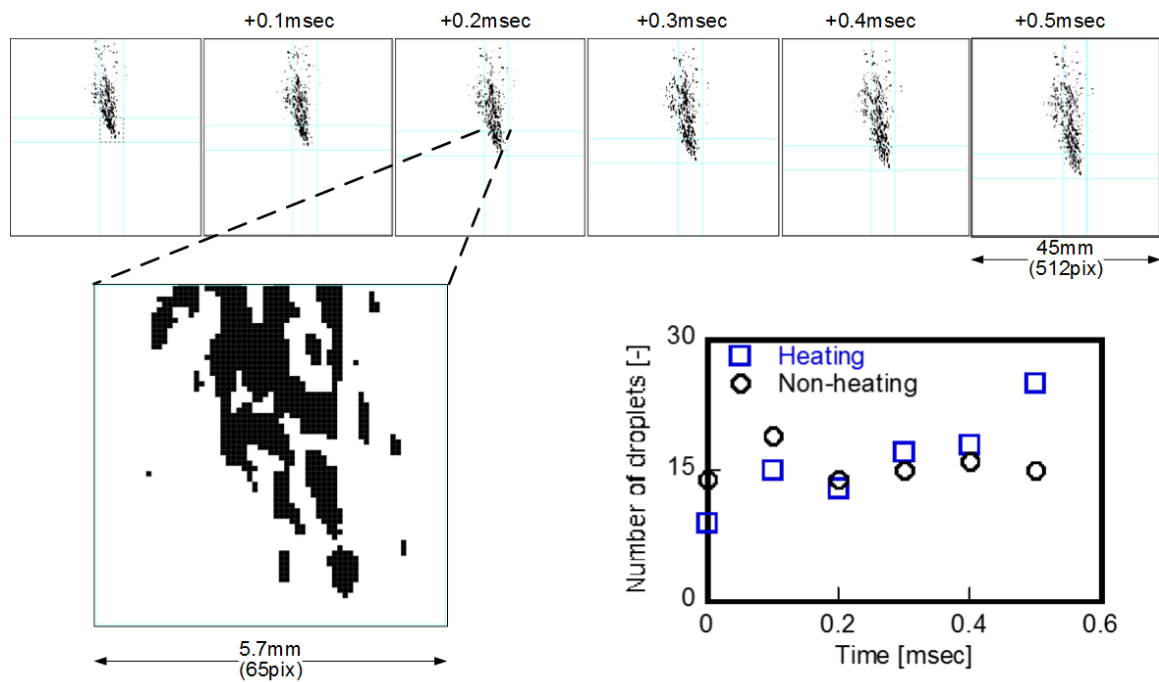 +0.1msec
+0.2msec
+0.3msec
+0.4msec
+0.5msec
45mm
(512pix)
5.7mm
(65pix)
30
15
0
Number of droplets [-]
Heating
Non-heating
0
0.2
0.4
0.6
Time [msec]